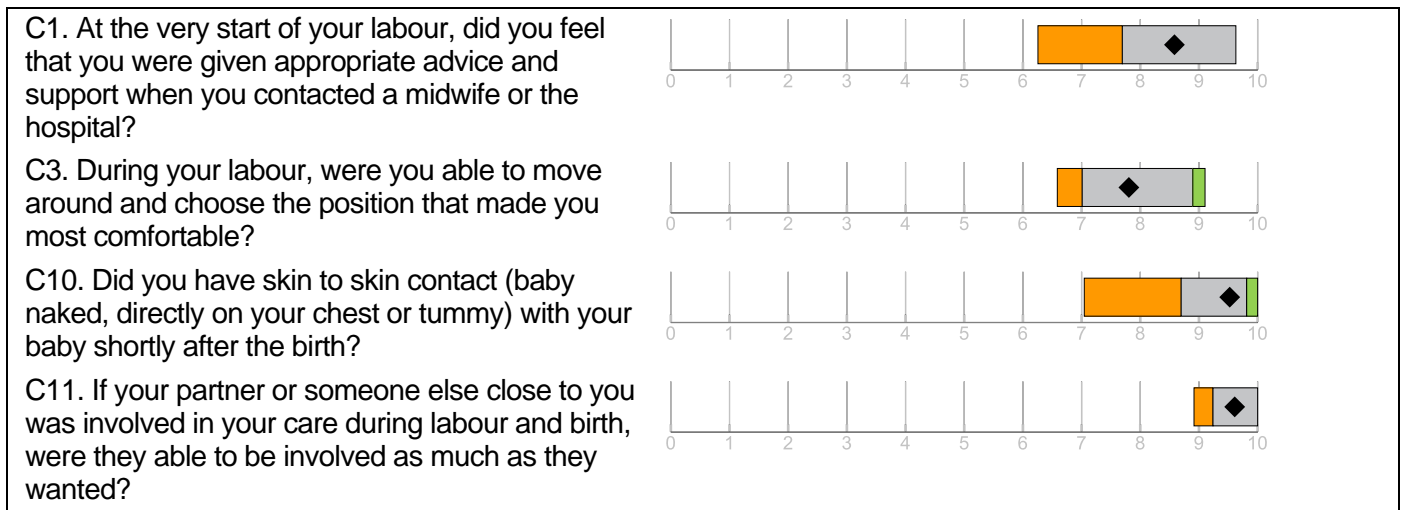 C1. At the very start of your labour, did you feel
that you were given appropriate advice and
support when you contacted a midwife or the
hospital?
0 1 2 3 4 5 6 7 8 9 10
C3. During your labour, were you able to move
around and choose the position that made you
most comfortable?
0 1 2 3 4 5 6 7 8 9 10
C10. Did you have skin to skin contact (baby
naked, directly on your chest or tummy) with your
baby shortly after the birth?
0 1 2 3 4 5 6 7 8 9 10
C11. If your partner or someone else close to you
was involved in your care during labour and birth,
were they able to be involved as much as they
wanted?
0 1 2 3 4 5 6 7 8 9 10